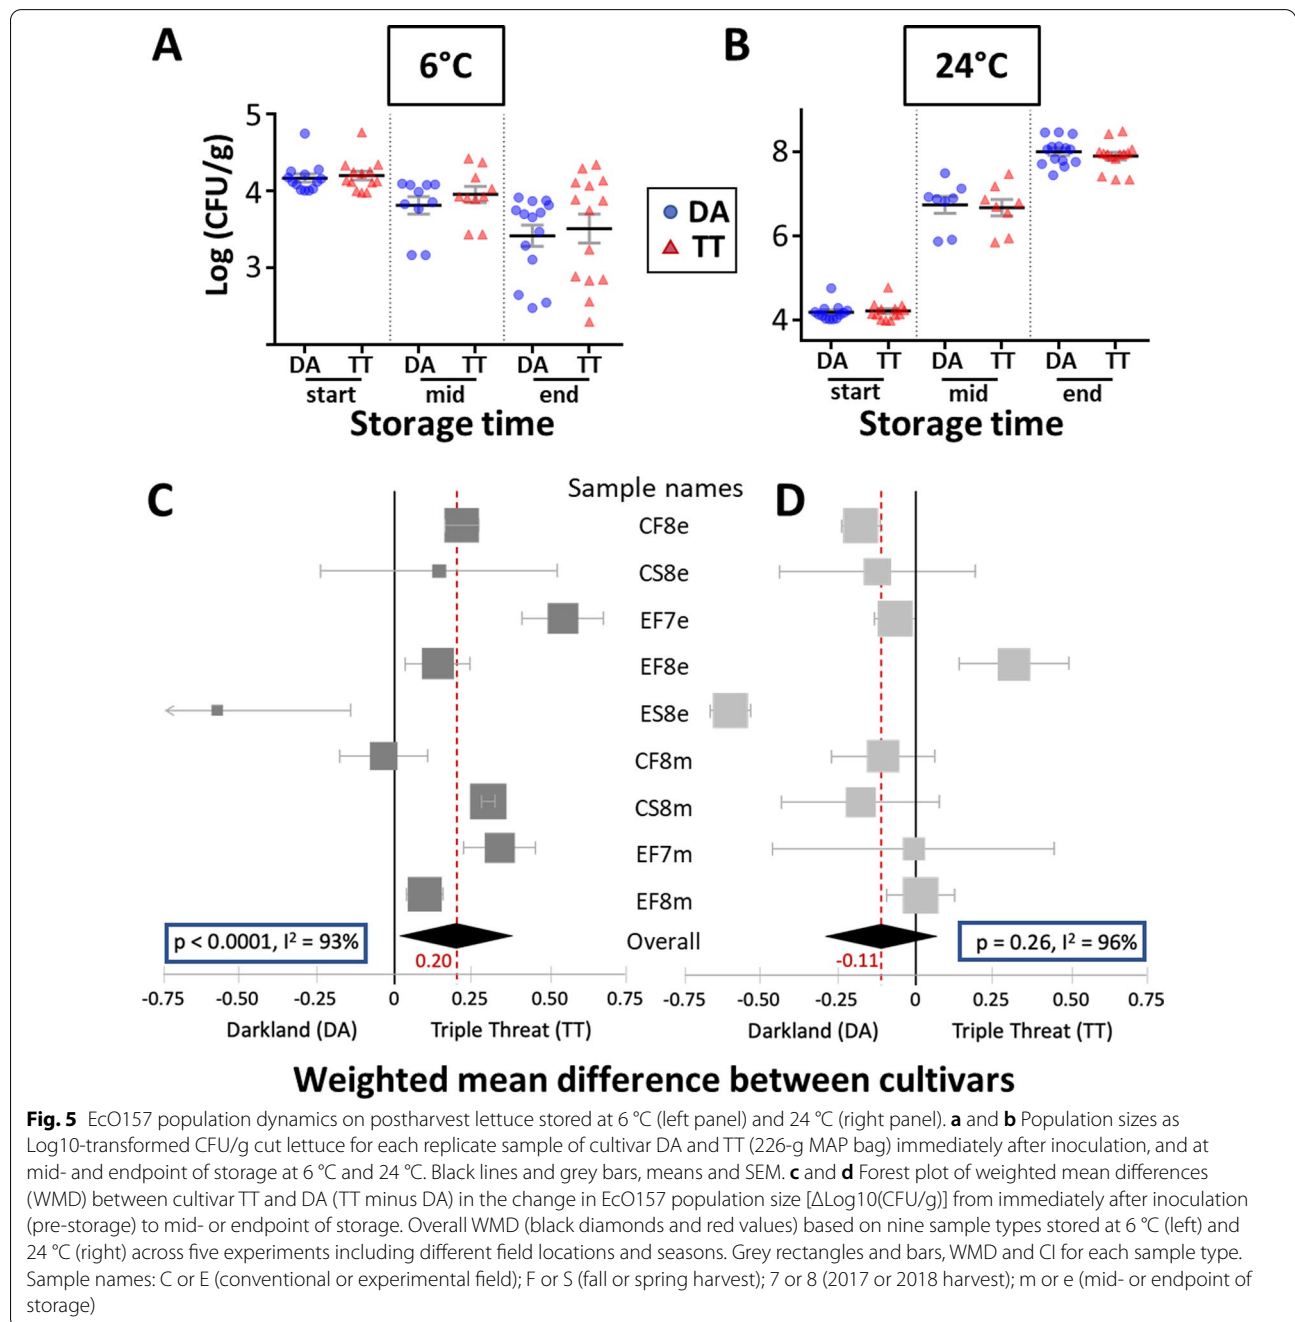 A
6°C
B
24°C
5
4
3
Log (CFU/g)
8
6
4
DA
TT
DA TT DA TT DA TT
start mid end
Storage time
DA TT DA TT DA TT
start mid end
Storage time
C
Sample names
D
CF8e
CS8e
EF7e
EF8e
ES8e
CF8m
CS8m
EF7m
EF8m
Overall
p < 0.0001, I² = 93%
0.20
-0.11
p = 0.26, I² = 96%
-0.75 -0.50 -0.25 0 0.25 0.50 0.75
-0.75 -0.50 -0.25 0 0.25 0.50 0.75
Darkland (DA) Triple Threat (TT)
Darkland (DA) Triple Threat (TT)
Weighted mean difference between cultivars
Fig. 5 EcO157 population dynamics on postharvest lettuce stored at 6 °C (left panel) and 24 °C (right panel). a and b Population sizes as
Log10-transformed CFU/g cut lettuce for each replicate sample of cultivar DA and TT (226-g MAP bag) immediately after inoculation, and at
mid- and endpoint of storage at 6 °C and 24 °C. Black lines and grey bars, means and SEM. c and d Forest plot of weighted mean differences
(WMD) between cultivar TT and DA (TT minus DA) in the change in EcO157 population size [ΔLog10(CFU/g)] from immediately after inoculation
(pre-storage) to mid- or endpoint of storage. Overall WMD (black diamonds and red values) based on nine sample types stored at 6 °C (left) and
24 °C (right) across five experiments including different field locations and seasons. Grey rectangles and bars, WMD and CI for each sample type.
Sample names: C or E (conventional or experimental field); F or S (fall or spring harvest); 7 or 8 (2017 or 2018 harvest); m or e (mid- or endpoint of
storage)